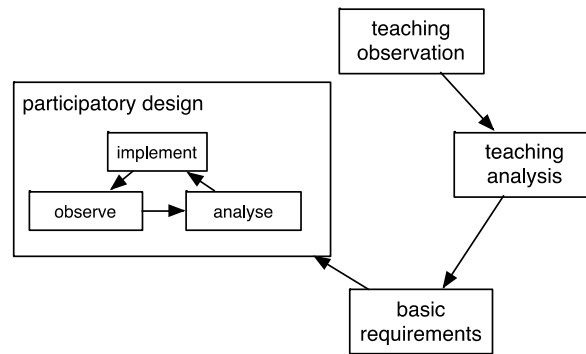 teaching
observation
participatory design
implement
observe
analyse
teaching
analysis
basic
requirements